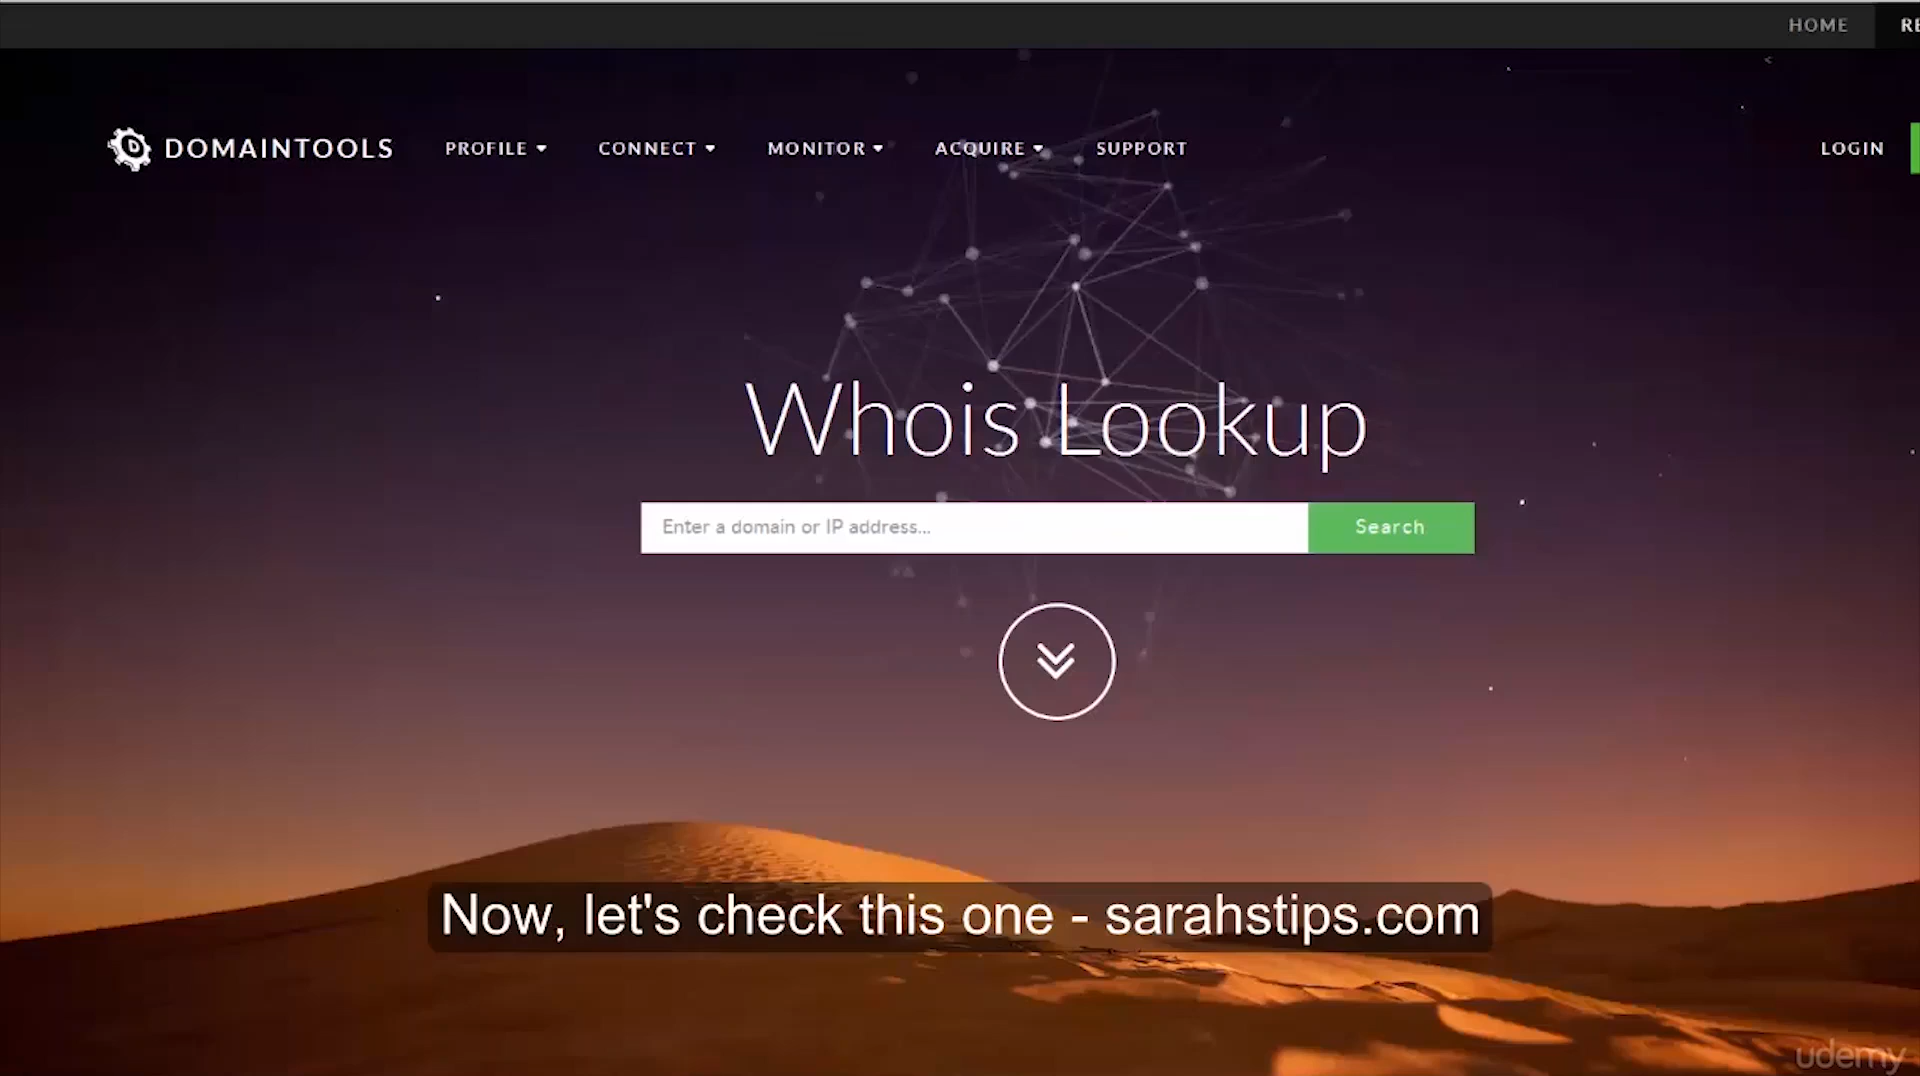 HOME
RE
DOMAINTOOLS PROFILE CONNECT MONITOR ACQUIRE SUPPORT LOGIN
Whois Lookup
Enter a domain or IP address... Search
Now, let's check this one - sarahstips.com
udemy